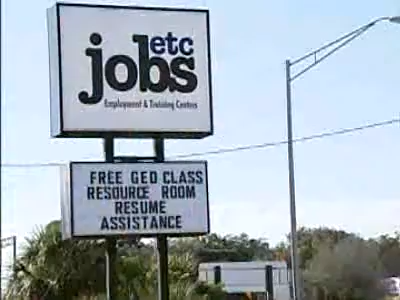 etc
jobs
Employment & Training Centers
FREE GED CLASS
RESOURCE ROOM
RESUME
ASSISTANCE